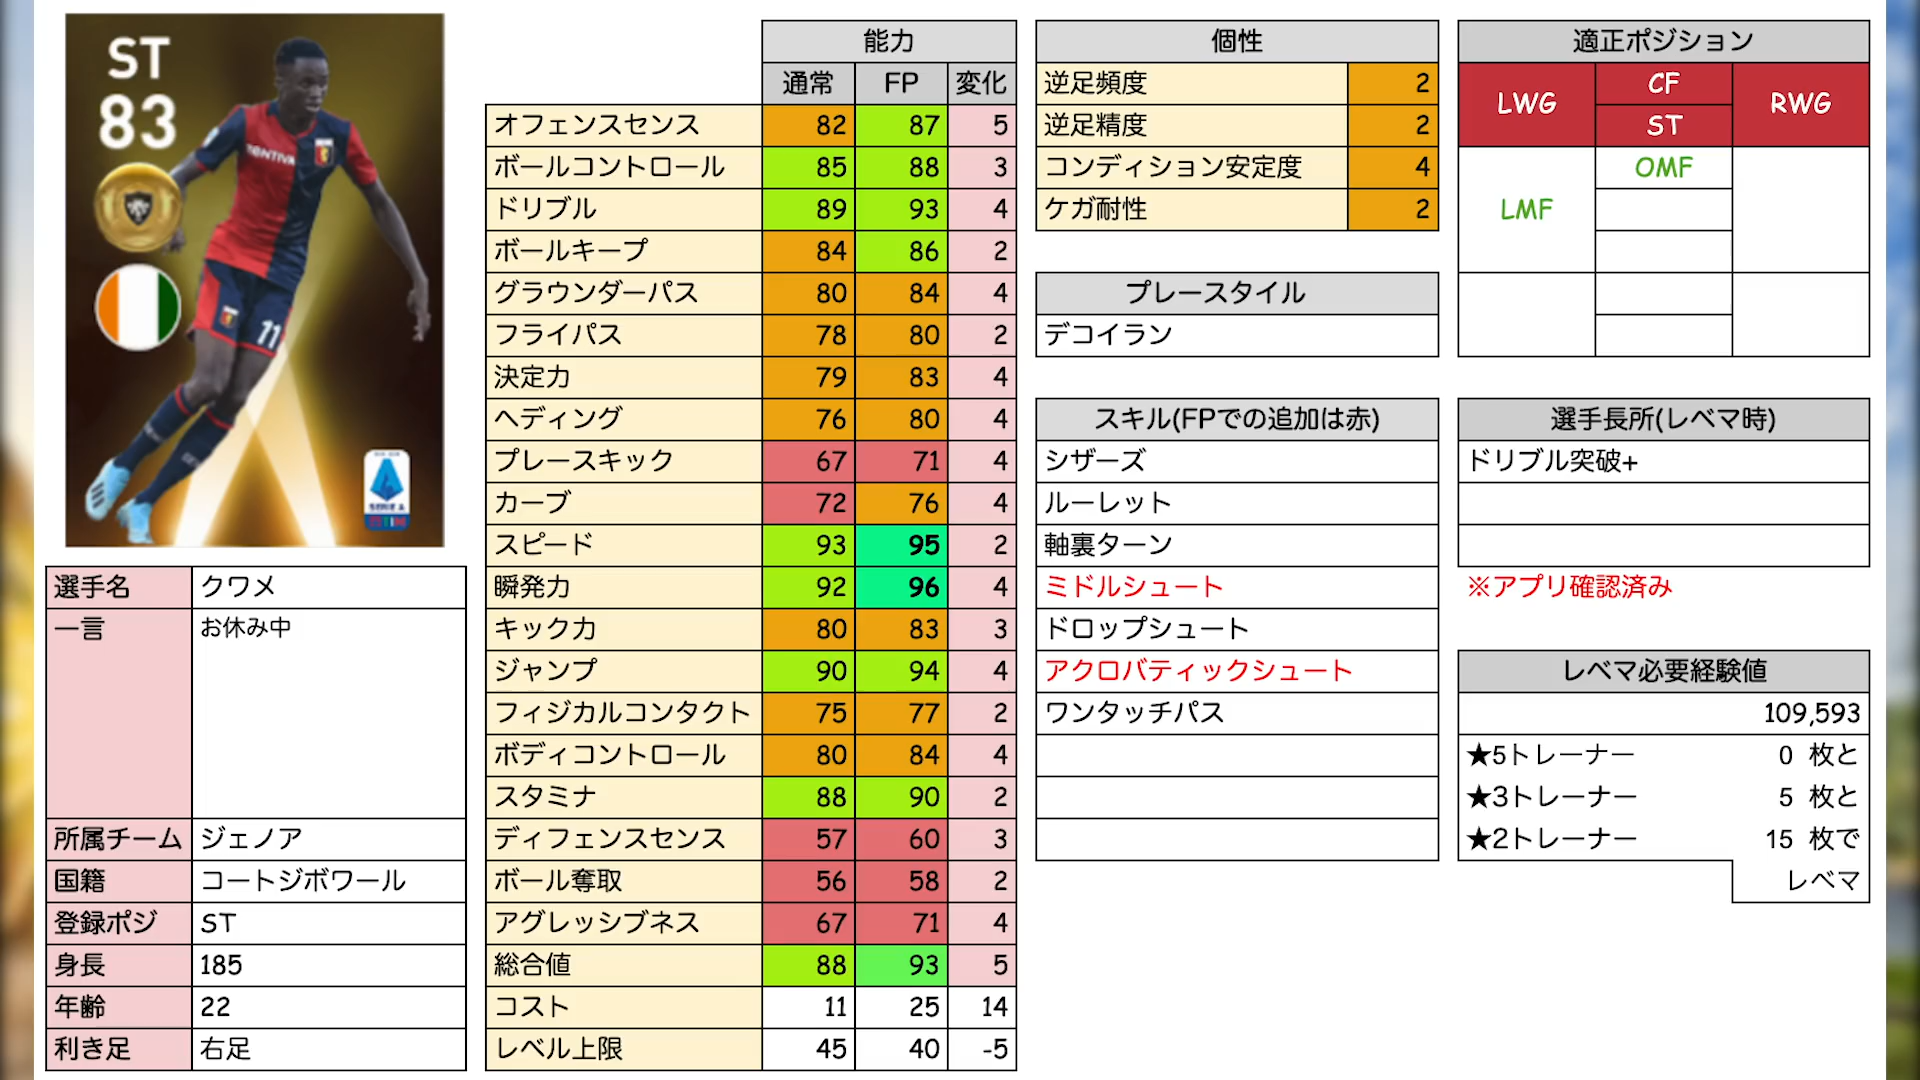 ST
83
ENTIVA
11
SERIE A
TIM
選手名 クワメ
一言 お休み中
所属チーム ジェノア
国籍 コートジボワール
登録ポジ ST
身長 185
年齢 22
利き足 右足
能力
通常 FP 変化
オフェンスセンス 82 87 5
ボールコントロール 85 88 3
ドリブル 89 93 4
ボールキープ 84 86 2
グラウンダーパス 80 84 4
フライパス 78 80 2
決定力 79 83 4
ヘディング 76 80 4
プレースキック 67 71 4
カーブ 72 76 4
スピード 93 95 2
瞬発力 92 96 4
キック力 80 83 3
ジャンプ 90 94 4
フィジカルコンタクト 75 77 2
ボディコントロール 80 84 4
スタミナ 88 90 2
ディフェンスセンス 57 60 3
ボール奪取 56 58 2
アグレッシブネス 67 71 4
総合値 88 93 5
コスト 11 25 14
レベル上限 45 40 -5
個性
逆足頻度 2
逆足精度 2
コンディション安定度 4
ケガ耐性 2
プレースタイル
デコイラン
スキル(FPでの追加は赤)
シザーズ
ルーレット
軸裏ターン
ミドルシュート
ドロップシュート
アクロバティックシュート
ワンタッチパス
適正ポジション
LWG CF RWG
ST
LMF OMF
選手長所(レベマ時)
ドリブル突破+
※アプリ確認済み
レベマ必要経験値
109,593
★5トレーナー 0 枚と
★3トレーナー 5 枚と
★2トレーナー 15 枚で
レベマ